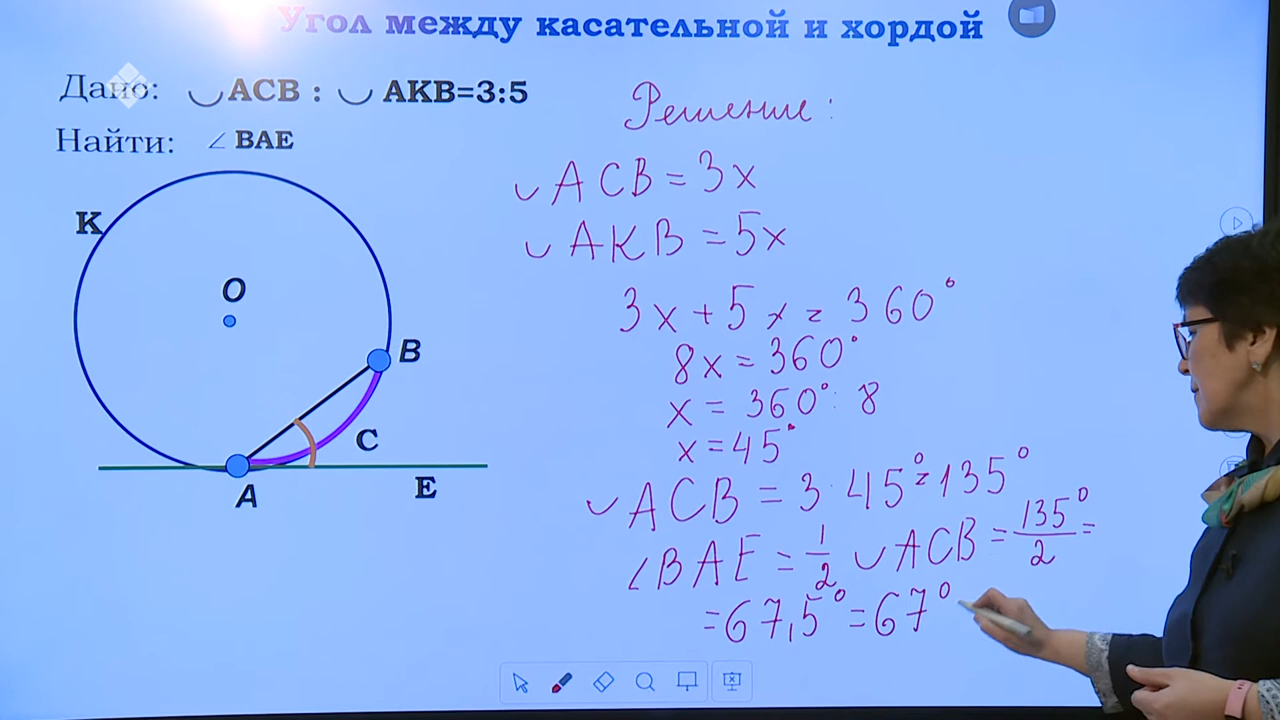 Угол между касательной и хордой
Дано: ◡ ACB : ◡ AKB=3:5
Найти: ∠ BAE
K
O
B
C
A
E
Решение:
◡ACB = 3x
◡AKB = 5x
3x + 5x = 360°
8x = 360°
x = 360° : 8
x = 45°
◡ACB = 3 · 45° = 135°
∠BAE = 1/2 ◡ACB = 135°/2 =
= 67,5° = 67°